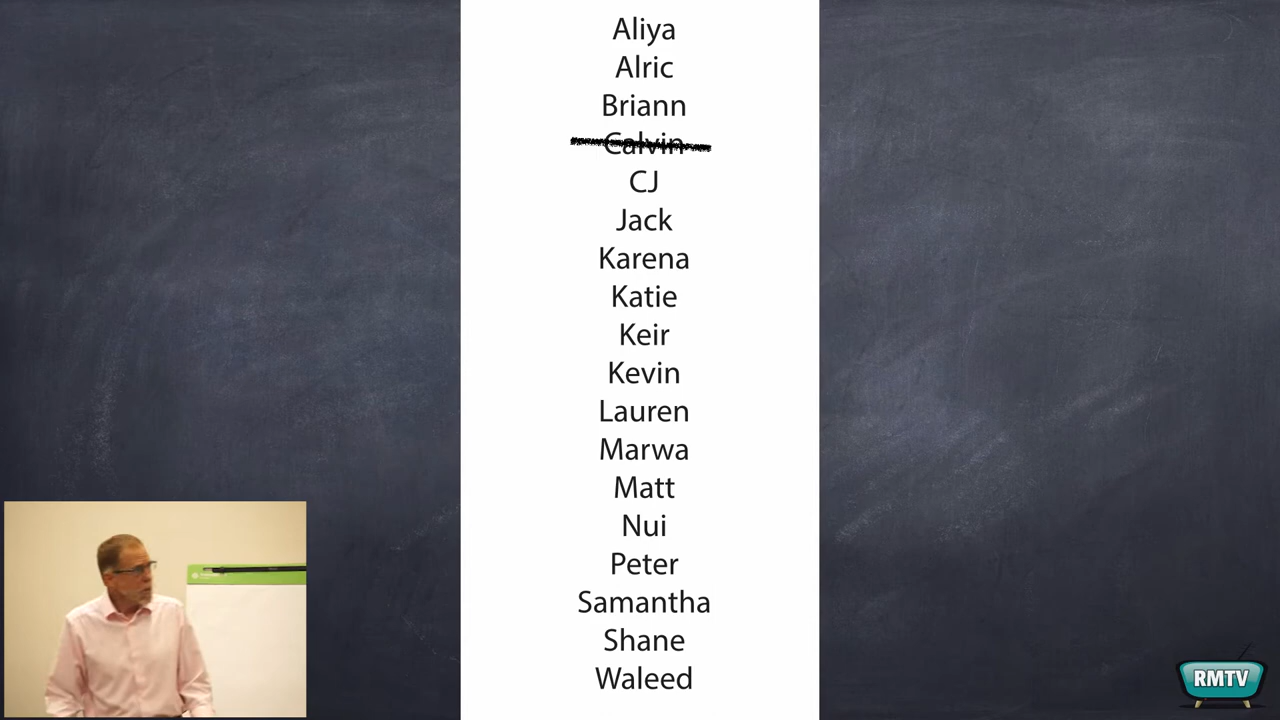 Aliya
Alric
Briann
Calvin
CJ
Jack
Karena
Katie
Keir
Kevin
Lauren
Marwa
Matt
Nui
Peter
Samantha
Shane
Waleed
RMTV